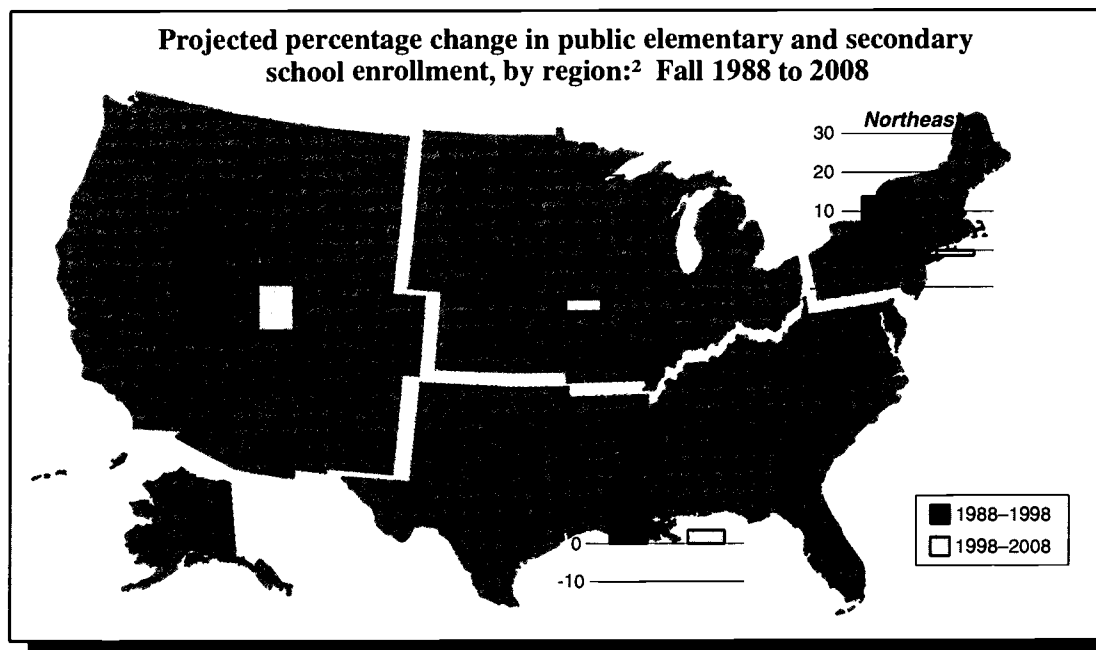 Projected percentage change in public elementary and secondary
school enrollment, by region:² Fall 1988 to 2008
Northeast
30
20
10
0
-10
1988–1998
1998–2008